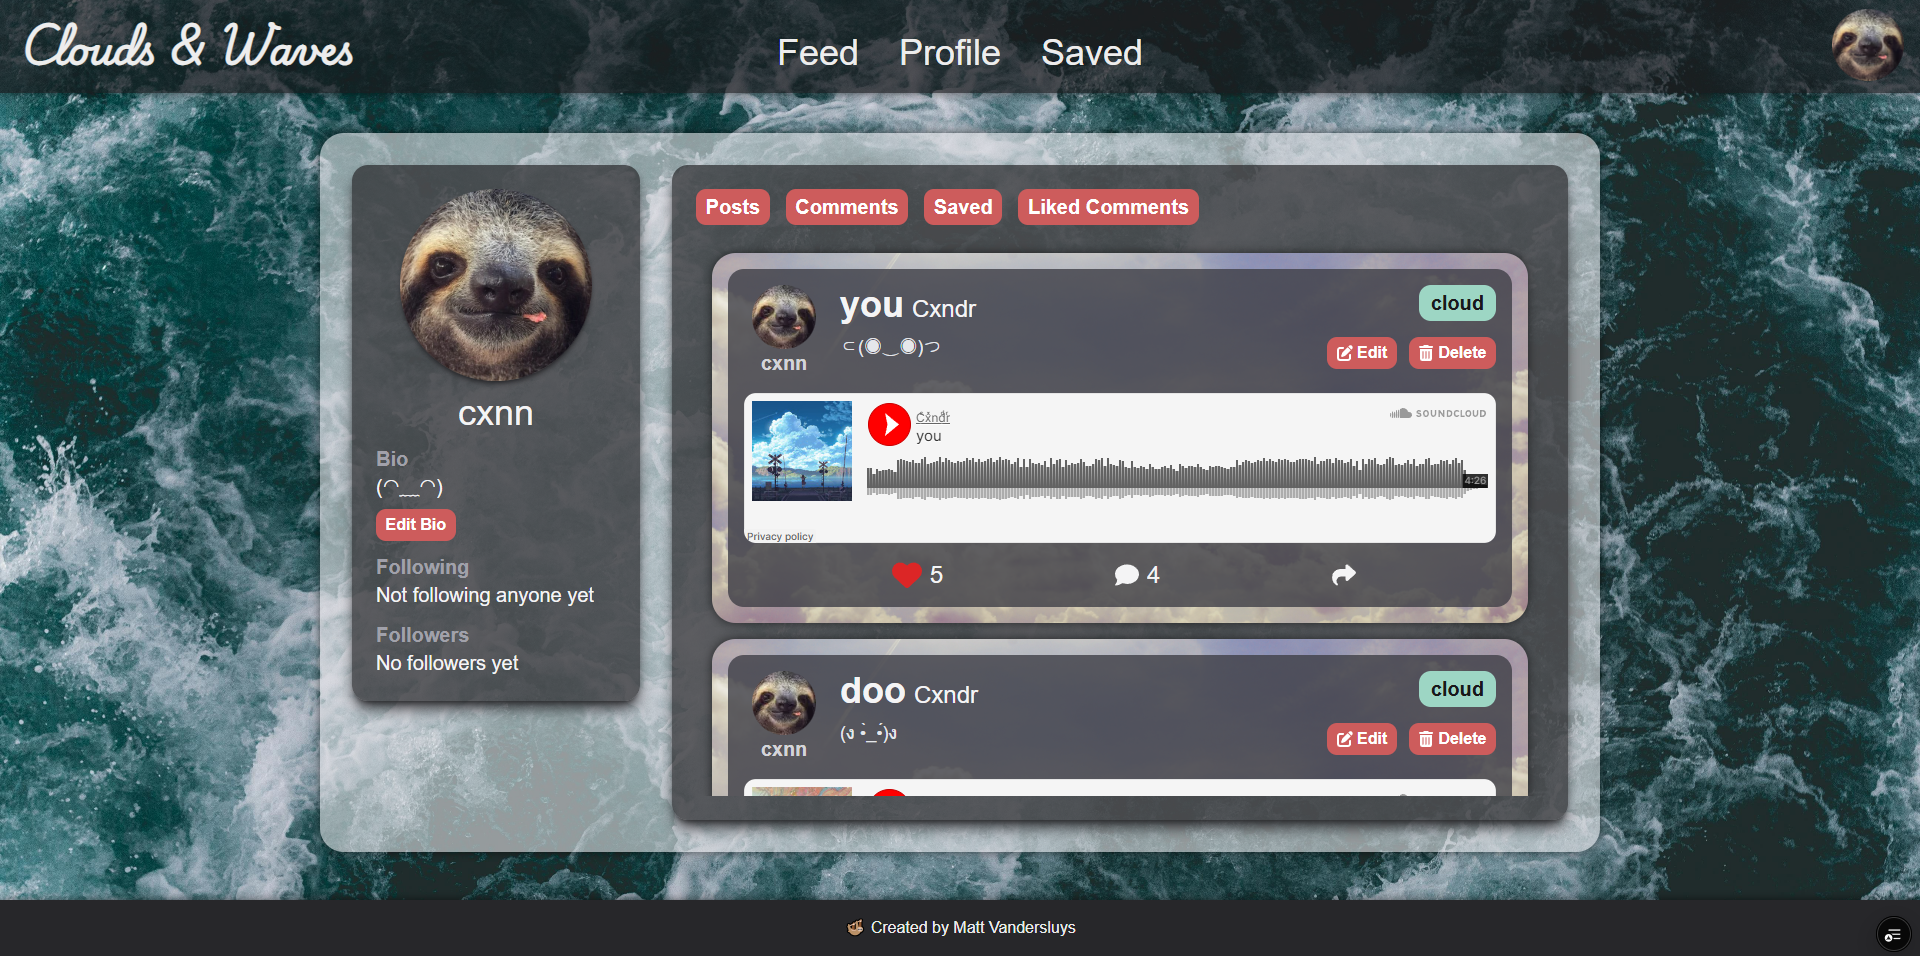 Clouds & Waves
Feed Profile Saved
cxnn
Bio
(◠﹏◠)
Edit Bio
Following
Not following anyone yet
Followers
No followers yet
Posts Comments Saved Liked Comments
you Cxndr
cloud
⊂(◉‿◉)つ
cxnn
Edit Delete
Cxndr
you
SOUNDCLOUD
4:26
Privacy policy
5 4
doo Cxndr
cloud
(ง •̀_•́)ง
cxnn
Edit Delete
Created by Matt Vandersluys